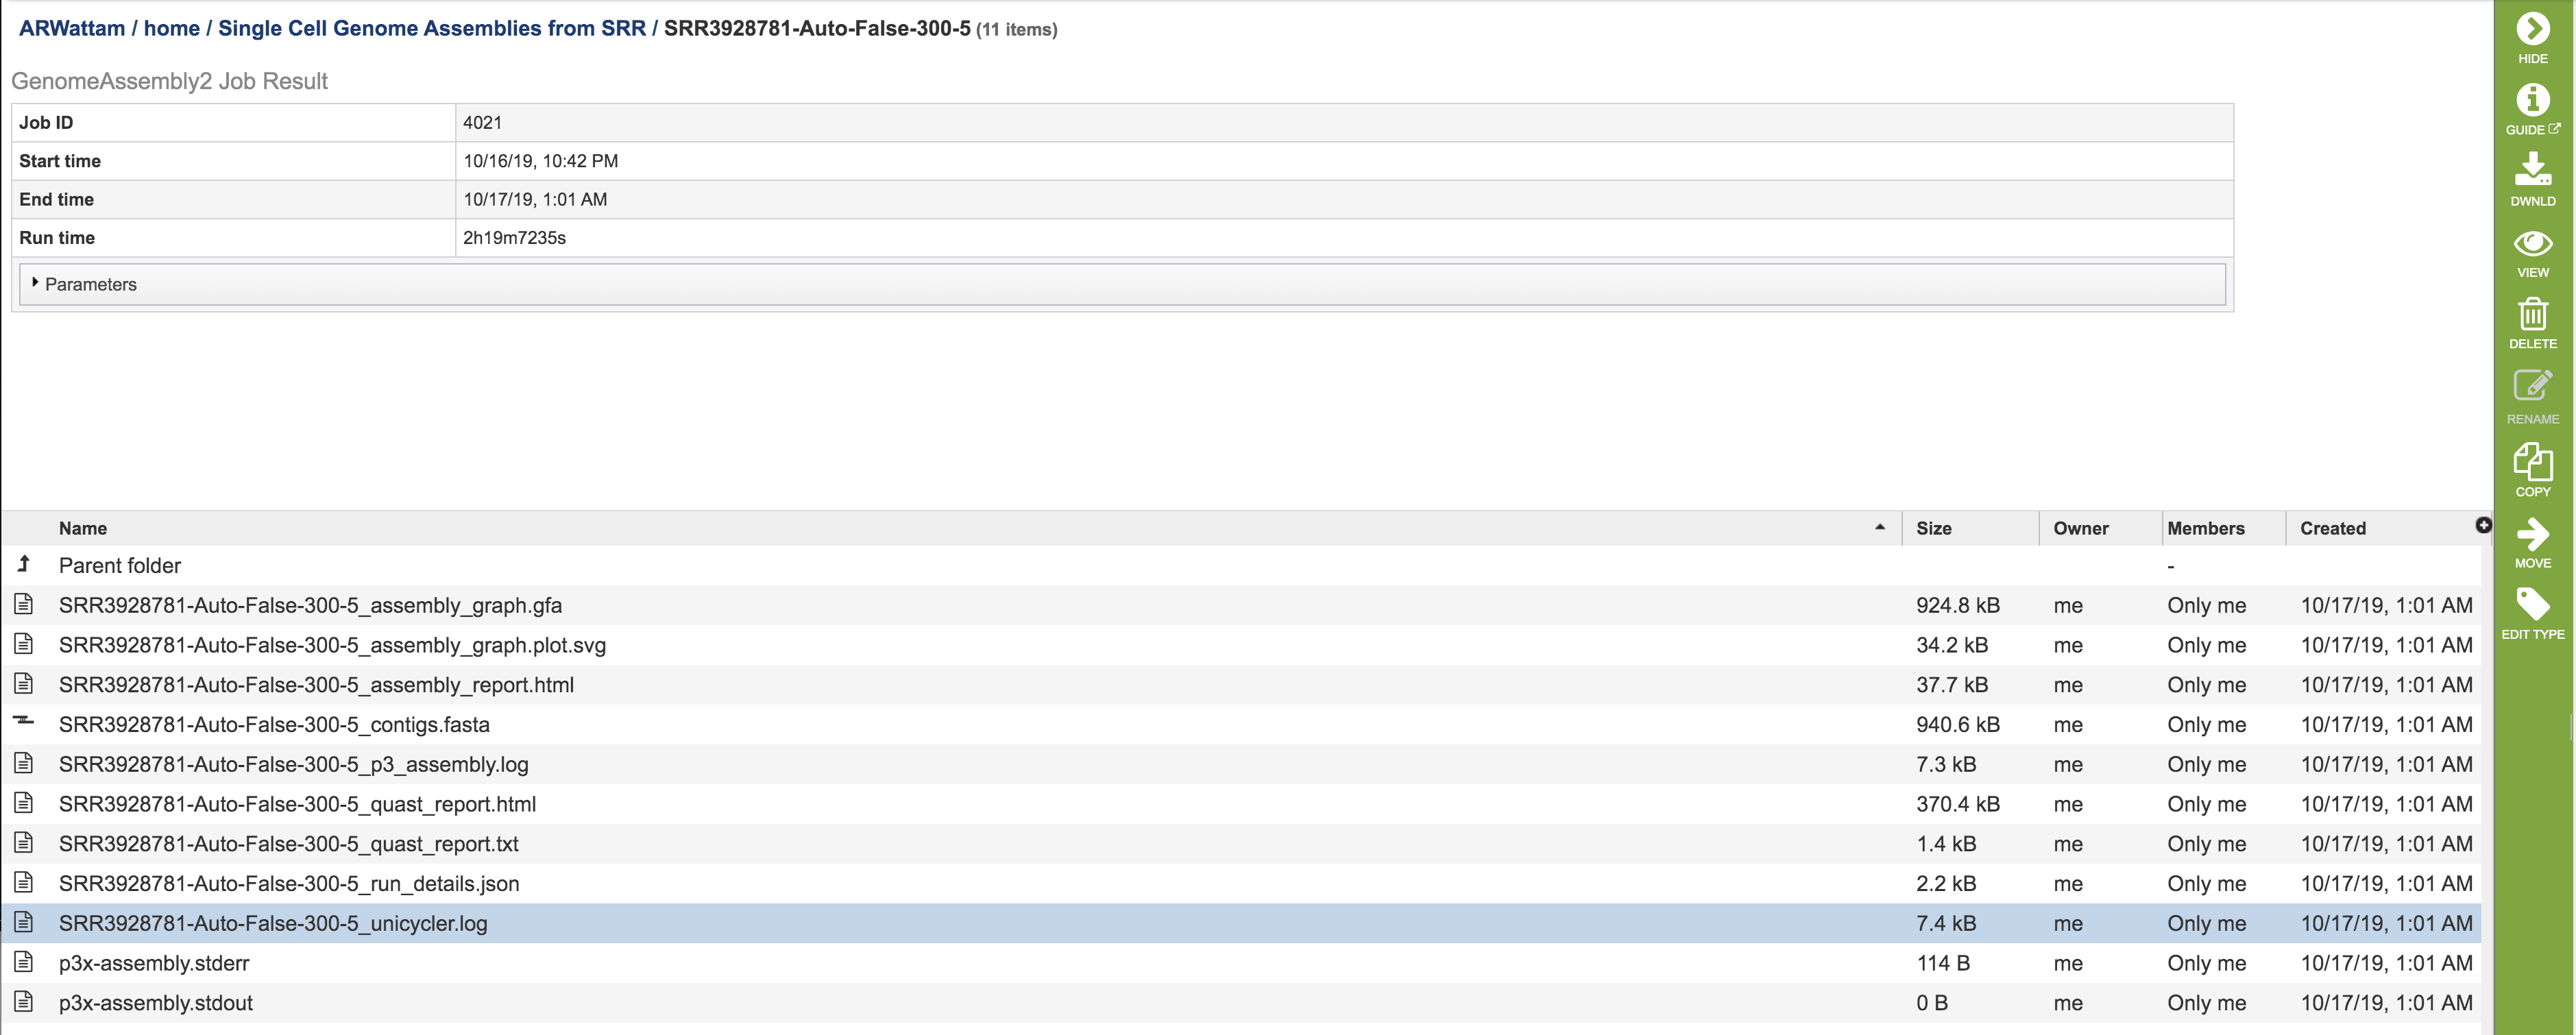 ARWattam / home / Single Cell Genome Assemblies from SRR / SRR3928781-Auto-False-300-5 (11 items)
GenomeAssembly2 Job Result
Job ID 4021
Start time 10/16/19, 10:42 PM
End time 10/17/19, 1:01 AM
Run time 2h19m7235s
Parameters
Name Size Owner Members Created
Parent folder -
SRR3928781-Auto-False-300-5_assembly_graph.gfa 924.8 kB me Only me 10/17/19, 1:01 AM
SRR3928781-Auto-False-300-5_assembly_graph.plot.svg 34.2 kB me Only me 10/17/19, 1:01 AM
SRR3928781-Auto-False-300-5_assembly_report.html 37.7 kB me Only me 10/17/19, 1:01 AM
SRR3928781-Auto-False-300-5_contigs.fasta 940.6 kB me Only me 10/17/19, 1:01 AM
SRR3928781-Auto-False-300-5_p3_assembly.log 7.3 kB me Only me 10/17/19, 1:01 AM
SRR3928781-Auto-False-300-5_quast_report.html 370.4 kB me Only me 10/17/19, 1:01 AM
SRR3928781-Auto-False-300-5_quast_report.txt 1.4 kB me Only me 10/17/19, 1:01 AM
SRR3928781-Auto-False-300-5_run_details.json 2.2 kB me Only me 10/17/19, 1:01 AM
SRR3928781-Auto-False-300-5_unicycler.log 7.4 kB me Only me 10/17/19, 1:01 AM
p3x-assembly.stderr 114 B me Only me 10/17/19, 1:01 AM
p3x-assembly.stdout 0 B me Only me 10/17/19, 1:01 AM
HIDE
GUIDE
DWNLD
VIEW
DELETE
RENAME
COPY
MOVE
EDIT TYPE